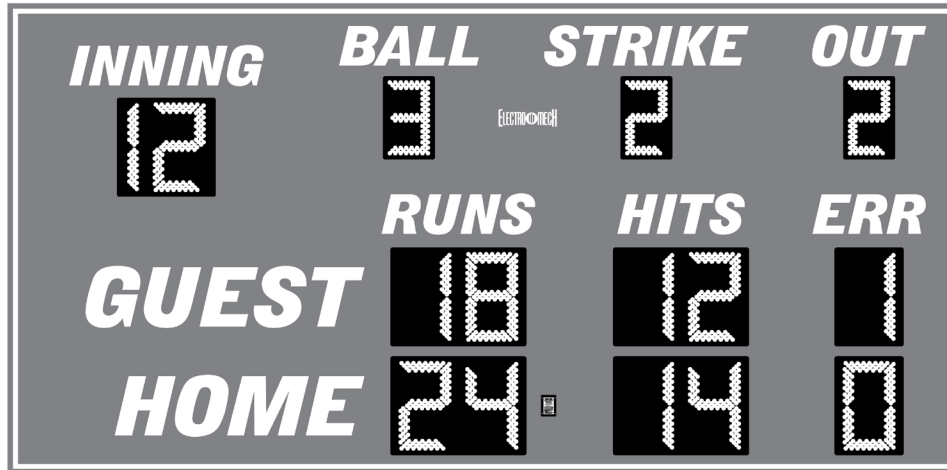 INNING BALL STRIKE OUT
12 3 ELECTRO MECH 2 2
RUNS HITS ERR
GUEST 18 12 1
HOME 24 14 0